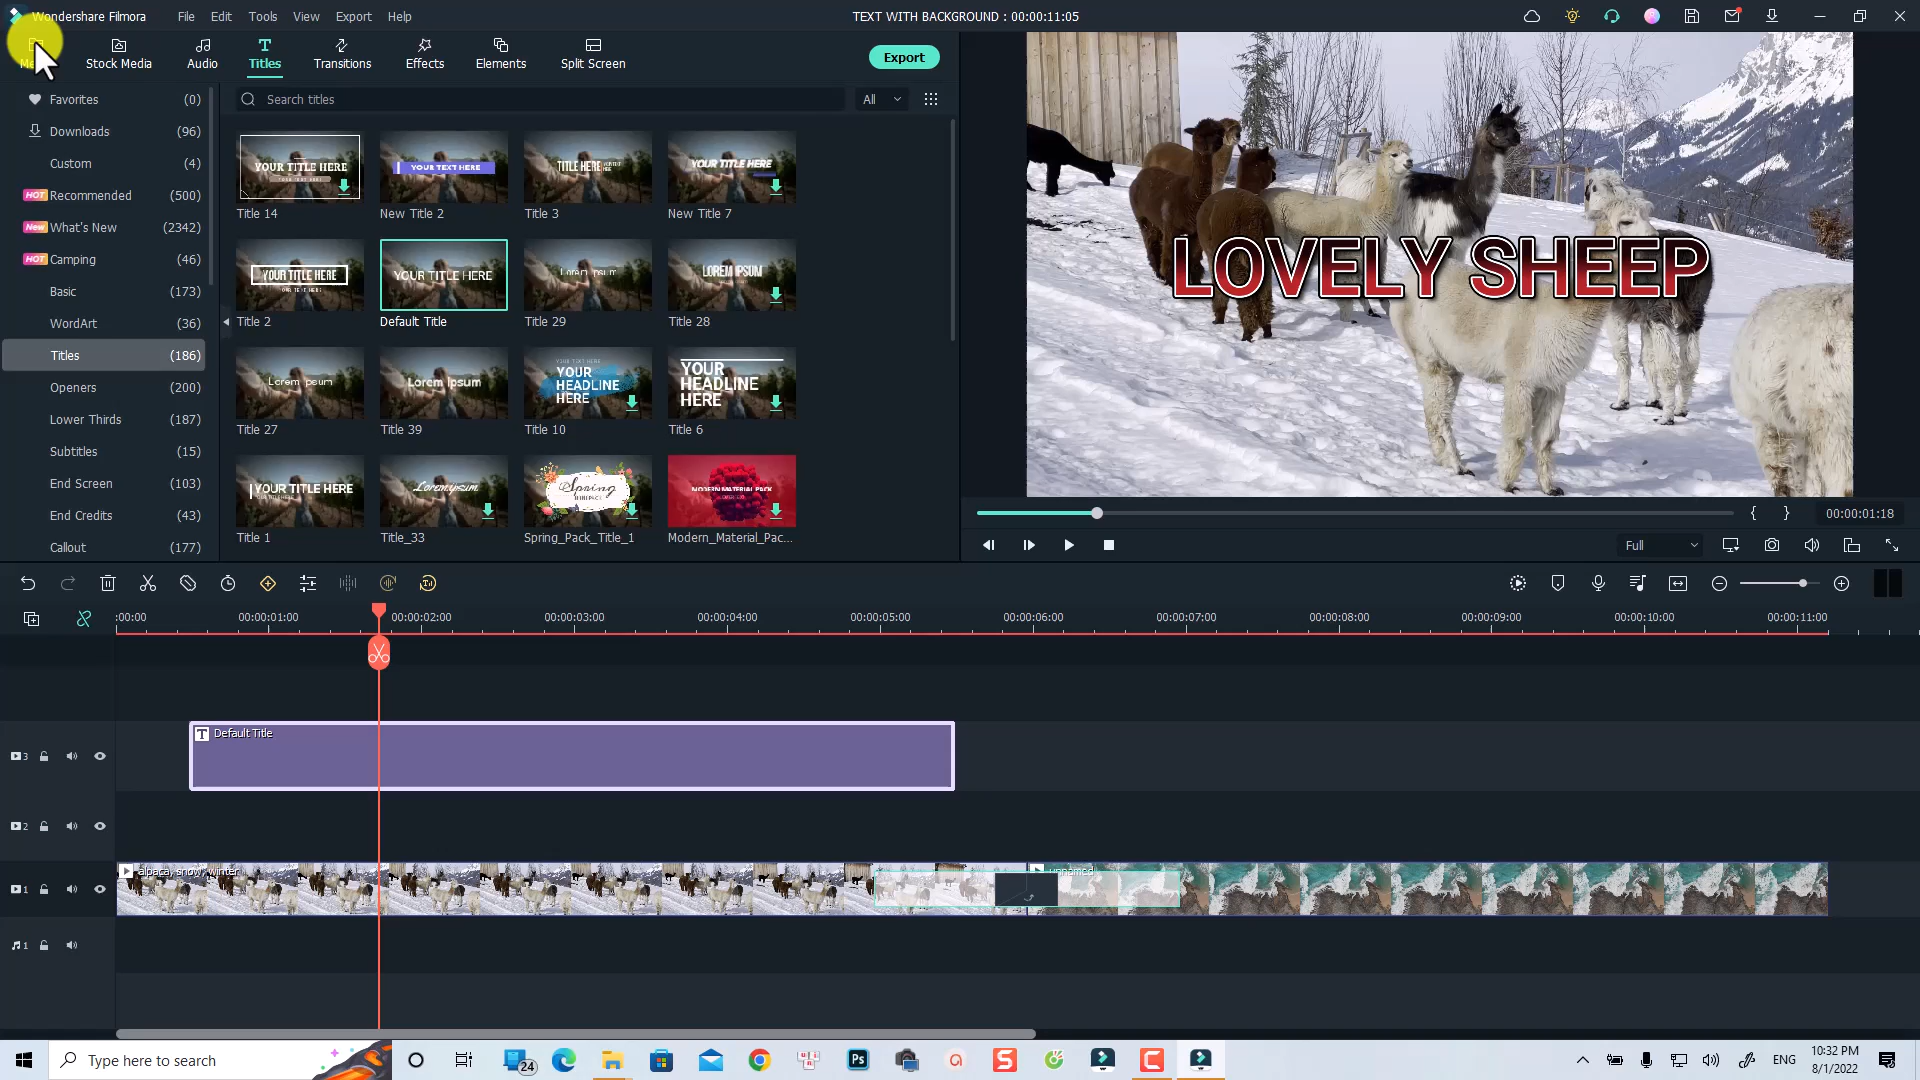 Wondershare Filmora File Edit Tools View Export Help TEXT WITH BACKGROUND : 00:00:11:05
Stock Media Audio Titles Transitions Effects Elements Split Screen Export
Favorites (0)
Downloads (96)
Custom (4)
HOT Recommended (500)
New What's New (2342)
HOT Camping (46)
Basic (173)
WordArt (36)
Titles (186)
Openers (200)
Lower Thirds (187)
Subtitles (15)
End Screen (103)
End Credits (43)
Callout (177)
Search titles All
YOUR TITLE HERE YOUR TEXT HERE TITLE HERE YOUR TITLE HERE
Title 14 New Title 2 Title 3 New Title 7
YOUR TITLE HERE YOUR TITLE HERE Lorem ipsum LOREM IPSUM
Title 2 Default Title Title 29 Title 28
Lorem ipsum Lorem Ipsum YOUR HEADLINE HERE YOUR HEADLINE HERE
Title 27 Title 39 Title 10 Title 6
YOUR TITLE HERE Lorem ipsum Spring MODERN MATERIAL PACK
Title 1 Title_33 Spring_Pack_Title_1 Modern_Material_Pac...
LOVELY SHEEP
{ } 00:00:01:18
Full
:00:00 00:00:01:00 00:00:02:00 00:00:03:00 00:00:04:00 00:00:05:00 00:00:06:00 00:00:07:00 00:00:08:00 00:00:09:00 00:00:10:00 00:00:11:00
3
T Default Title
2
1
alpaca, snow, winter
unnamed
1
Type here to search
24
Ps
S
C
ENG
10:32 PM
8/1/2022